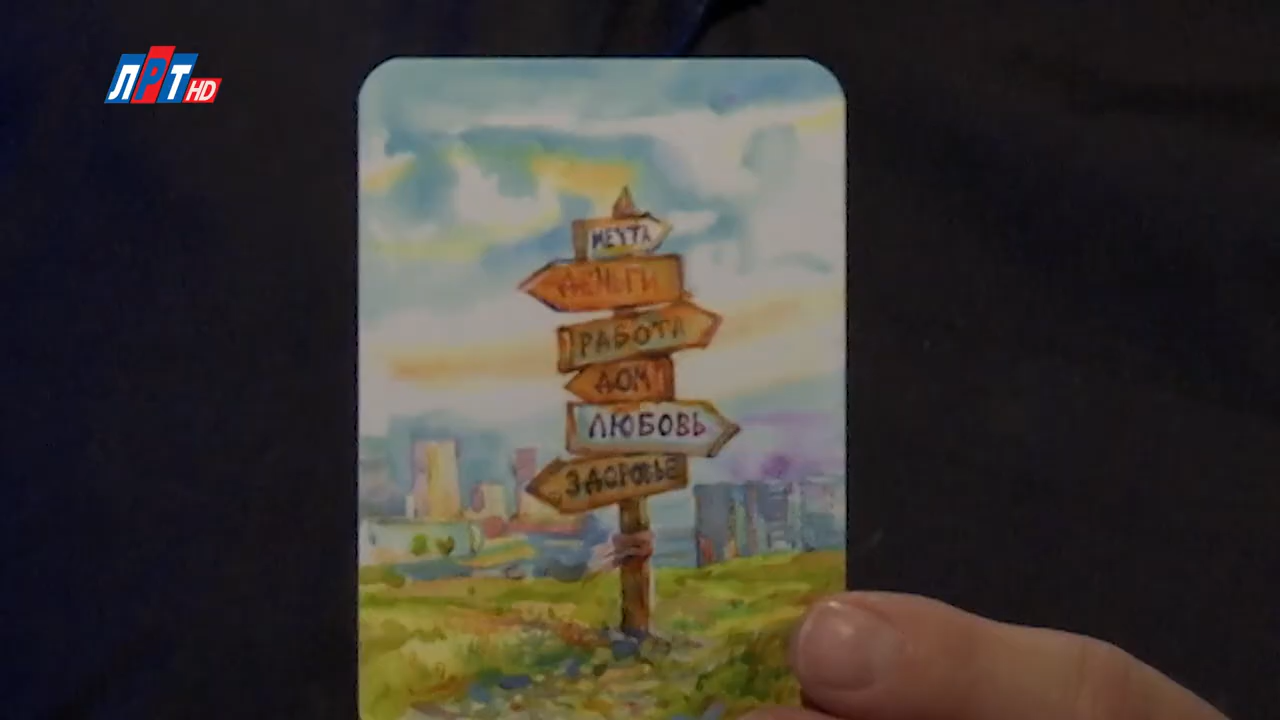 ЛРТ HD
МЕЧТА
ДЕНЬГИ
РАБОТА
ДОМ
ЛЮБОВЬ
ЗДОРОВЬЕ